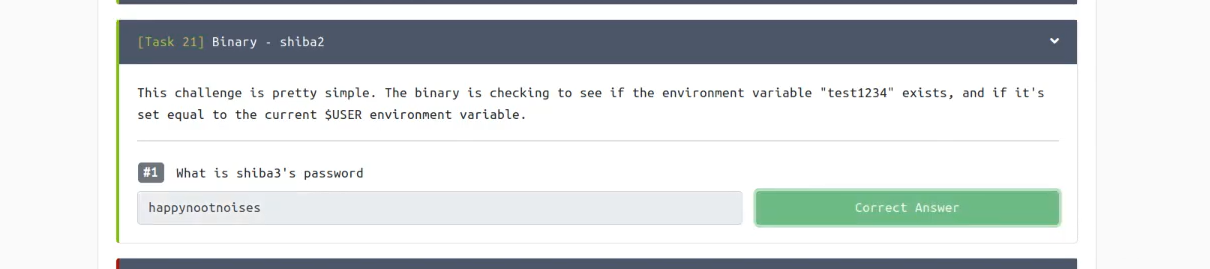 [Task 21] Binary - shiba2
This challenge is pretty simple. The binary is checking to see if the environment variable "test1234" exists, and if it's
set equal to the current $USER environment variable.
#1 What is shiba3's password
happynootnoises
Correct Answer